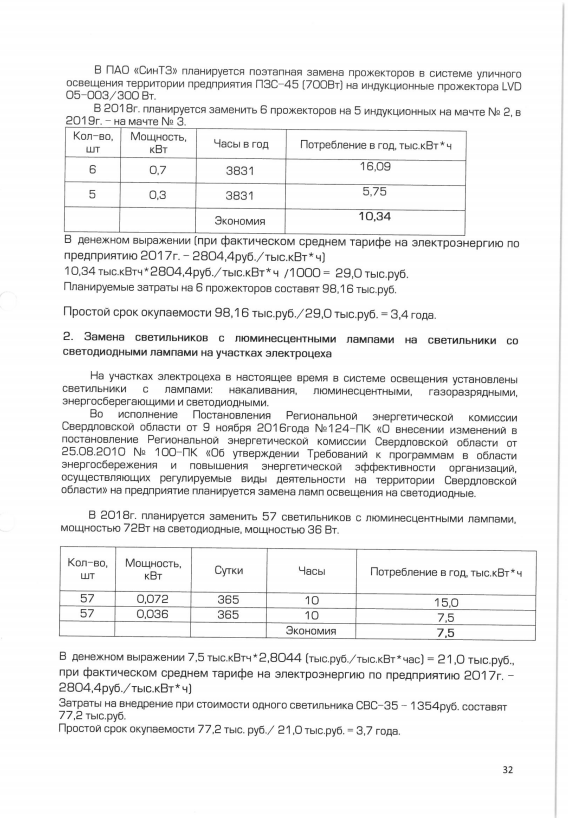 В ПАО «СинТЗ» планируется поэтапная замена прожекторов в системе уличного
освещения территории предприятия ПЗС-45 (700Вт) на индукционные прожектора LVD
05-003/300 Вт.
В 2018г. планируется заменить 6 прожекторов на 5 индукционных на мачте № 2, в
2019г. – на мачте № 3.
Кол-во, шт Мощность, кВт Часы в год Потребление в год, тыс.кВт*ч
6 0,7 3831 16,09
5 0,3 3831 5,75
Экономия 10,34
В денежном выражении (при фактическом среднем тарифе на электроэнергию по
предприятию 2017г. – 2804,4руб./тыс.кВт*ч)
10,34 тыс.кВтч*2804,4руб./тыс.кВт*ч /1000 = 29,0 тыс.руб.
Планируемые затраты на 6 прожекторов составят 98,16 тыс.руб.
Простой срок окупаемости 98,16 тыс.руб./29,0 тыс.руб. = 3,4 года.
2. Замена светильников с люминесцентными лампами на светильники со
светодиодными лампами на участках электроцеха
На участках электроцеха в настоящее время в системе освещения установлены
светильники с лампами: накаливания, люминесцентными, газоразрядными,
энергосберегающими и светодиодными.
Во исполнение Постановления Региональной энергетической комиссии
Свердловской области от 9 ноября 2016года №124-ПК «О внесении изменений в
постановление Региональной энергетической комиссии Свердловской области от
25.08.2010 № 100-ПК «Об утверждении Требований к программам в области
энергосбережения и повышения энергетической эффективности организаций,
осуществляющих регулируемые виды деятельности на территории Свердловской
области» на предприятие планируется замена ламп освещения на светодиодные.
В 2018г. планируется заменить 57 светильников с люминесцентными лампами,
мощностью 72Вт на светодиодные, мощностью 36 Вт.
Кол-во, шт Мощность, кВт Сутки Часы Потребление в год, тыс.кВт*ч
57 0,072 365 10 15,0
57 0,036 365 10 7,5
Экономия 7,5
В денежном выражении 7,5 тыс.кВтч*2,8044 (тыс.руб./тыс.кВт*час) = 21,0 тыс.руб.,
при фактическом среднем тарифе на электроэнергию по предприятию 2017г. –
2804,4руб./тыс.кВт*ч)
Затраты на внедрение при стоимости одного светильника СВС-35 – 1354руб. составят
77,2 тыс.руб.
Простой срок окупаемости 77,2 тыс. руб./ 21,0 тыс.руб. = 3,7 года.
32